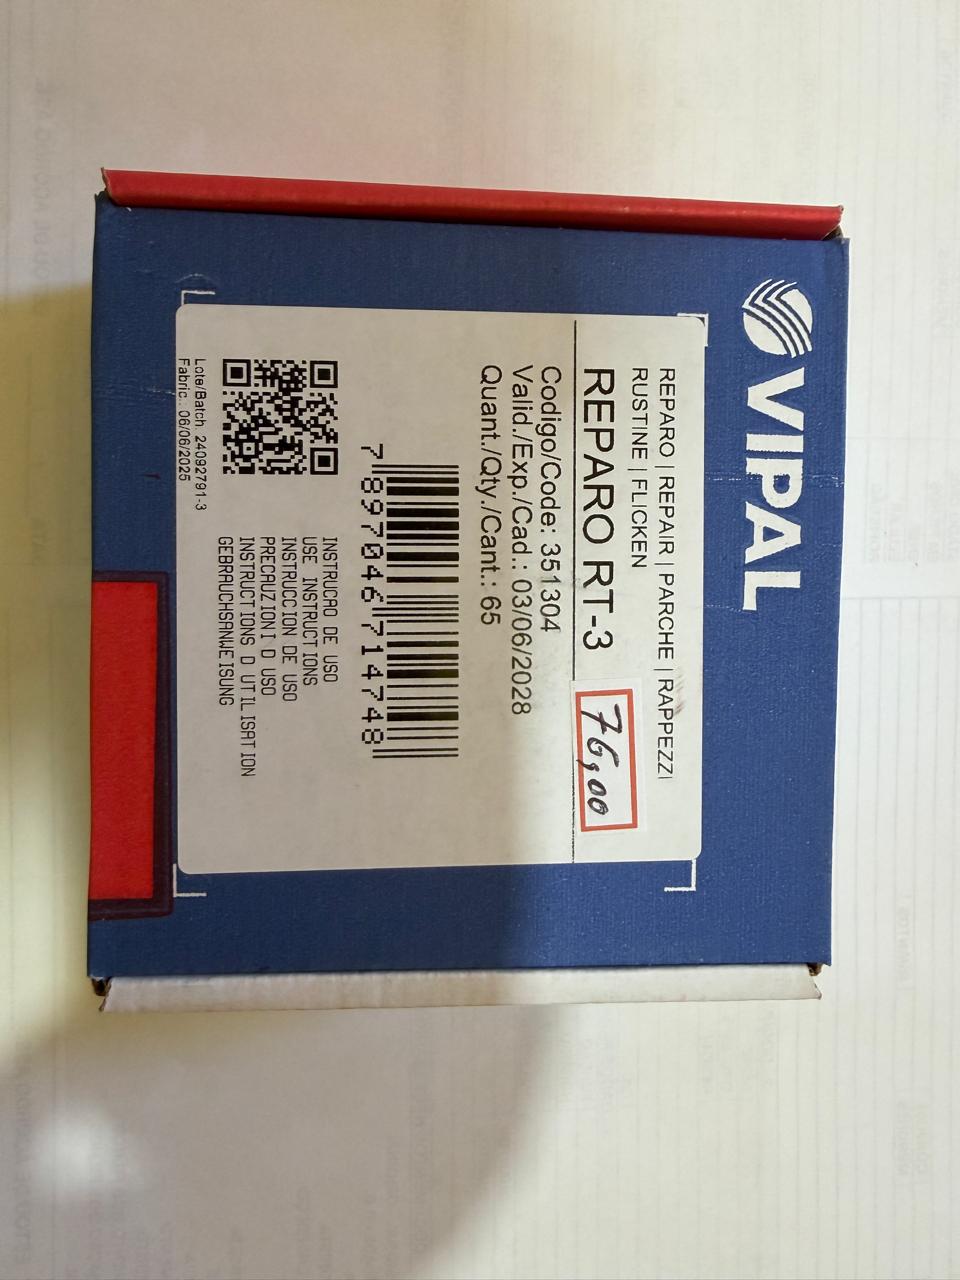 VIPAL
REPARO | REPAIR | PARCHE | RAPPEZZI
RUSTINE | FLICKEN
REPARO RT-3
76,00
Codigo/Code: 351304
Valid./Exp./Cad.: 03/06/2028
Quant./Qty./Cant.: 65
7 897046 714748
INSTRUCAO DE USO
USE INSTRUCTIONS
INSTRUCCION DE USO
PRECAUZIONI D USO
INSTRUCTIONS D UTILISATION
GEBRAUCHSANWEISUNG
Lote/Batch. 24092791-3
Fabric.: 06/06/2025